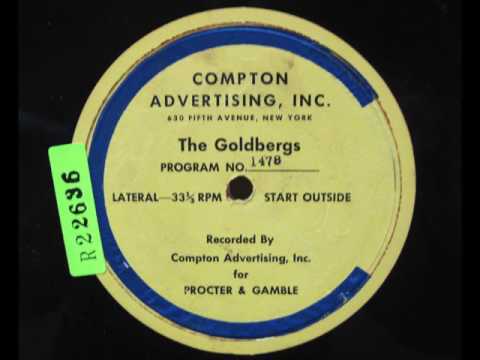 COMPTON
ADVERTISING, INC.
630 FIFTH AVENUE, NEW YORK
The Goldbergs
PROGRAM NO. 1478
LATERAL—33⅓ RPM START OUTSIDE
Recorded By
Compton Advertising, Inc.
for
PROCTER & GAMBLE
R22636